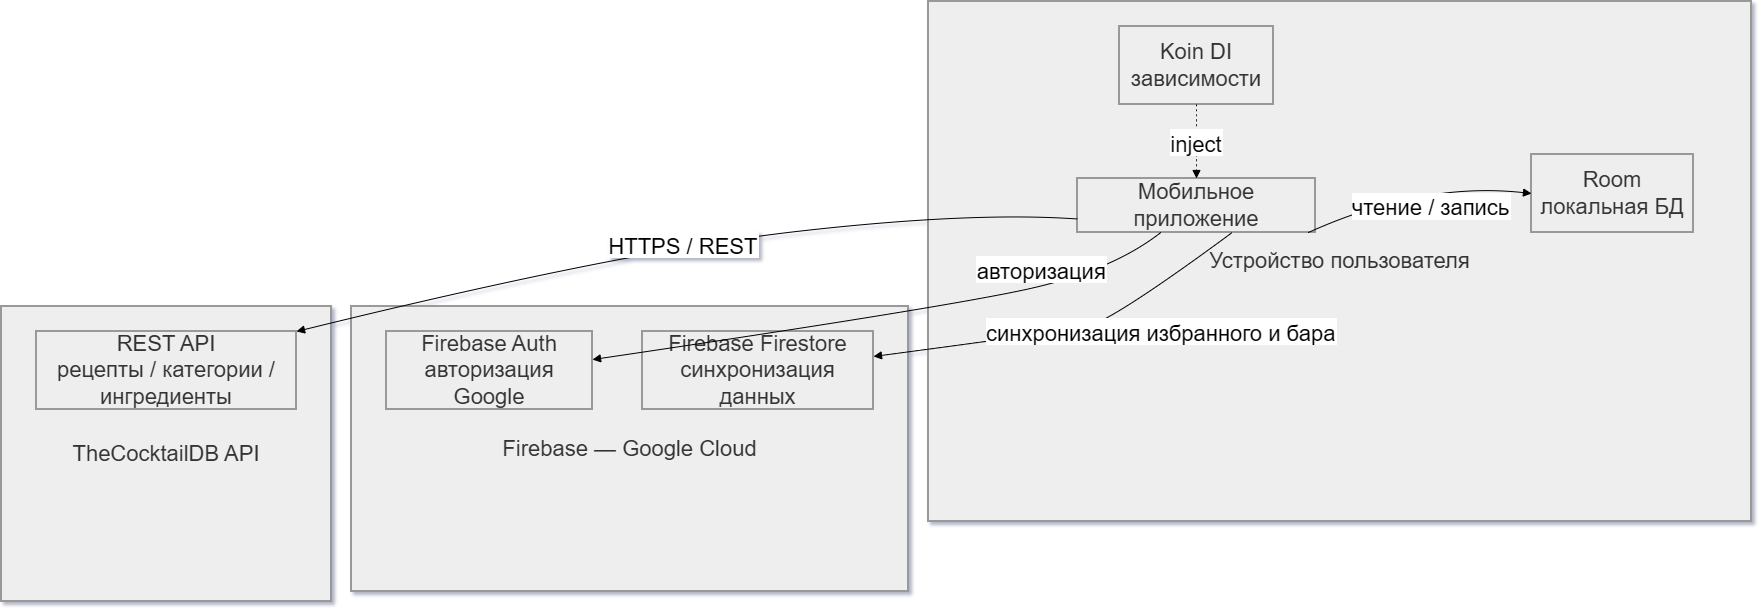 Koin DI
зависимости
inject
Мобильное
приложение
чтение / запись
Room
локальная БД
Устройство пользователя
HTTPS / REST
авторизация
синхронизация избранного и бара
REST API
рецепты / категории /
ингредиенты
TheCocktailDB API
Firebase Auth
авторизация
Google
Firebase Firestore
синхронизация
данных
Firebase — Google Cloud